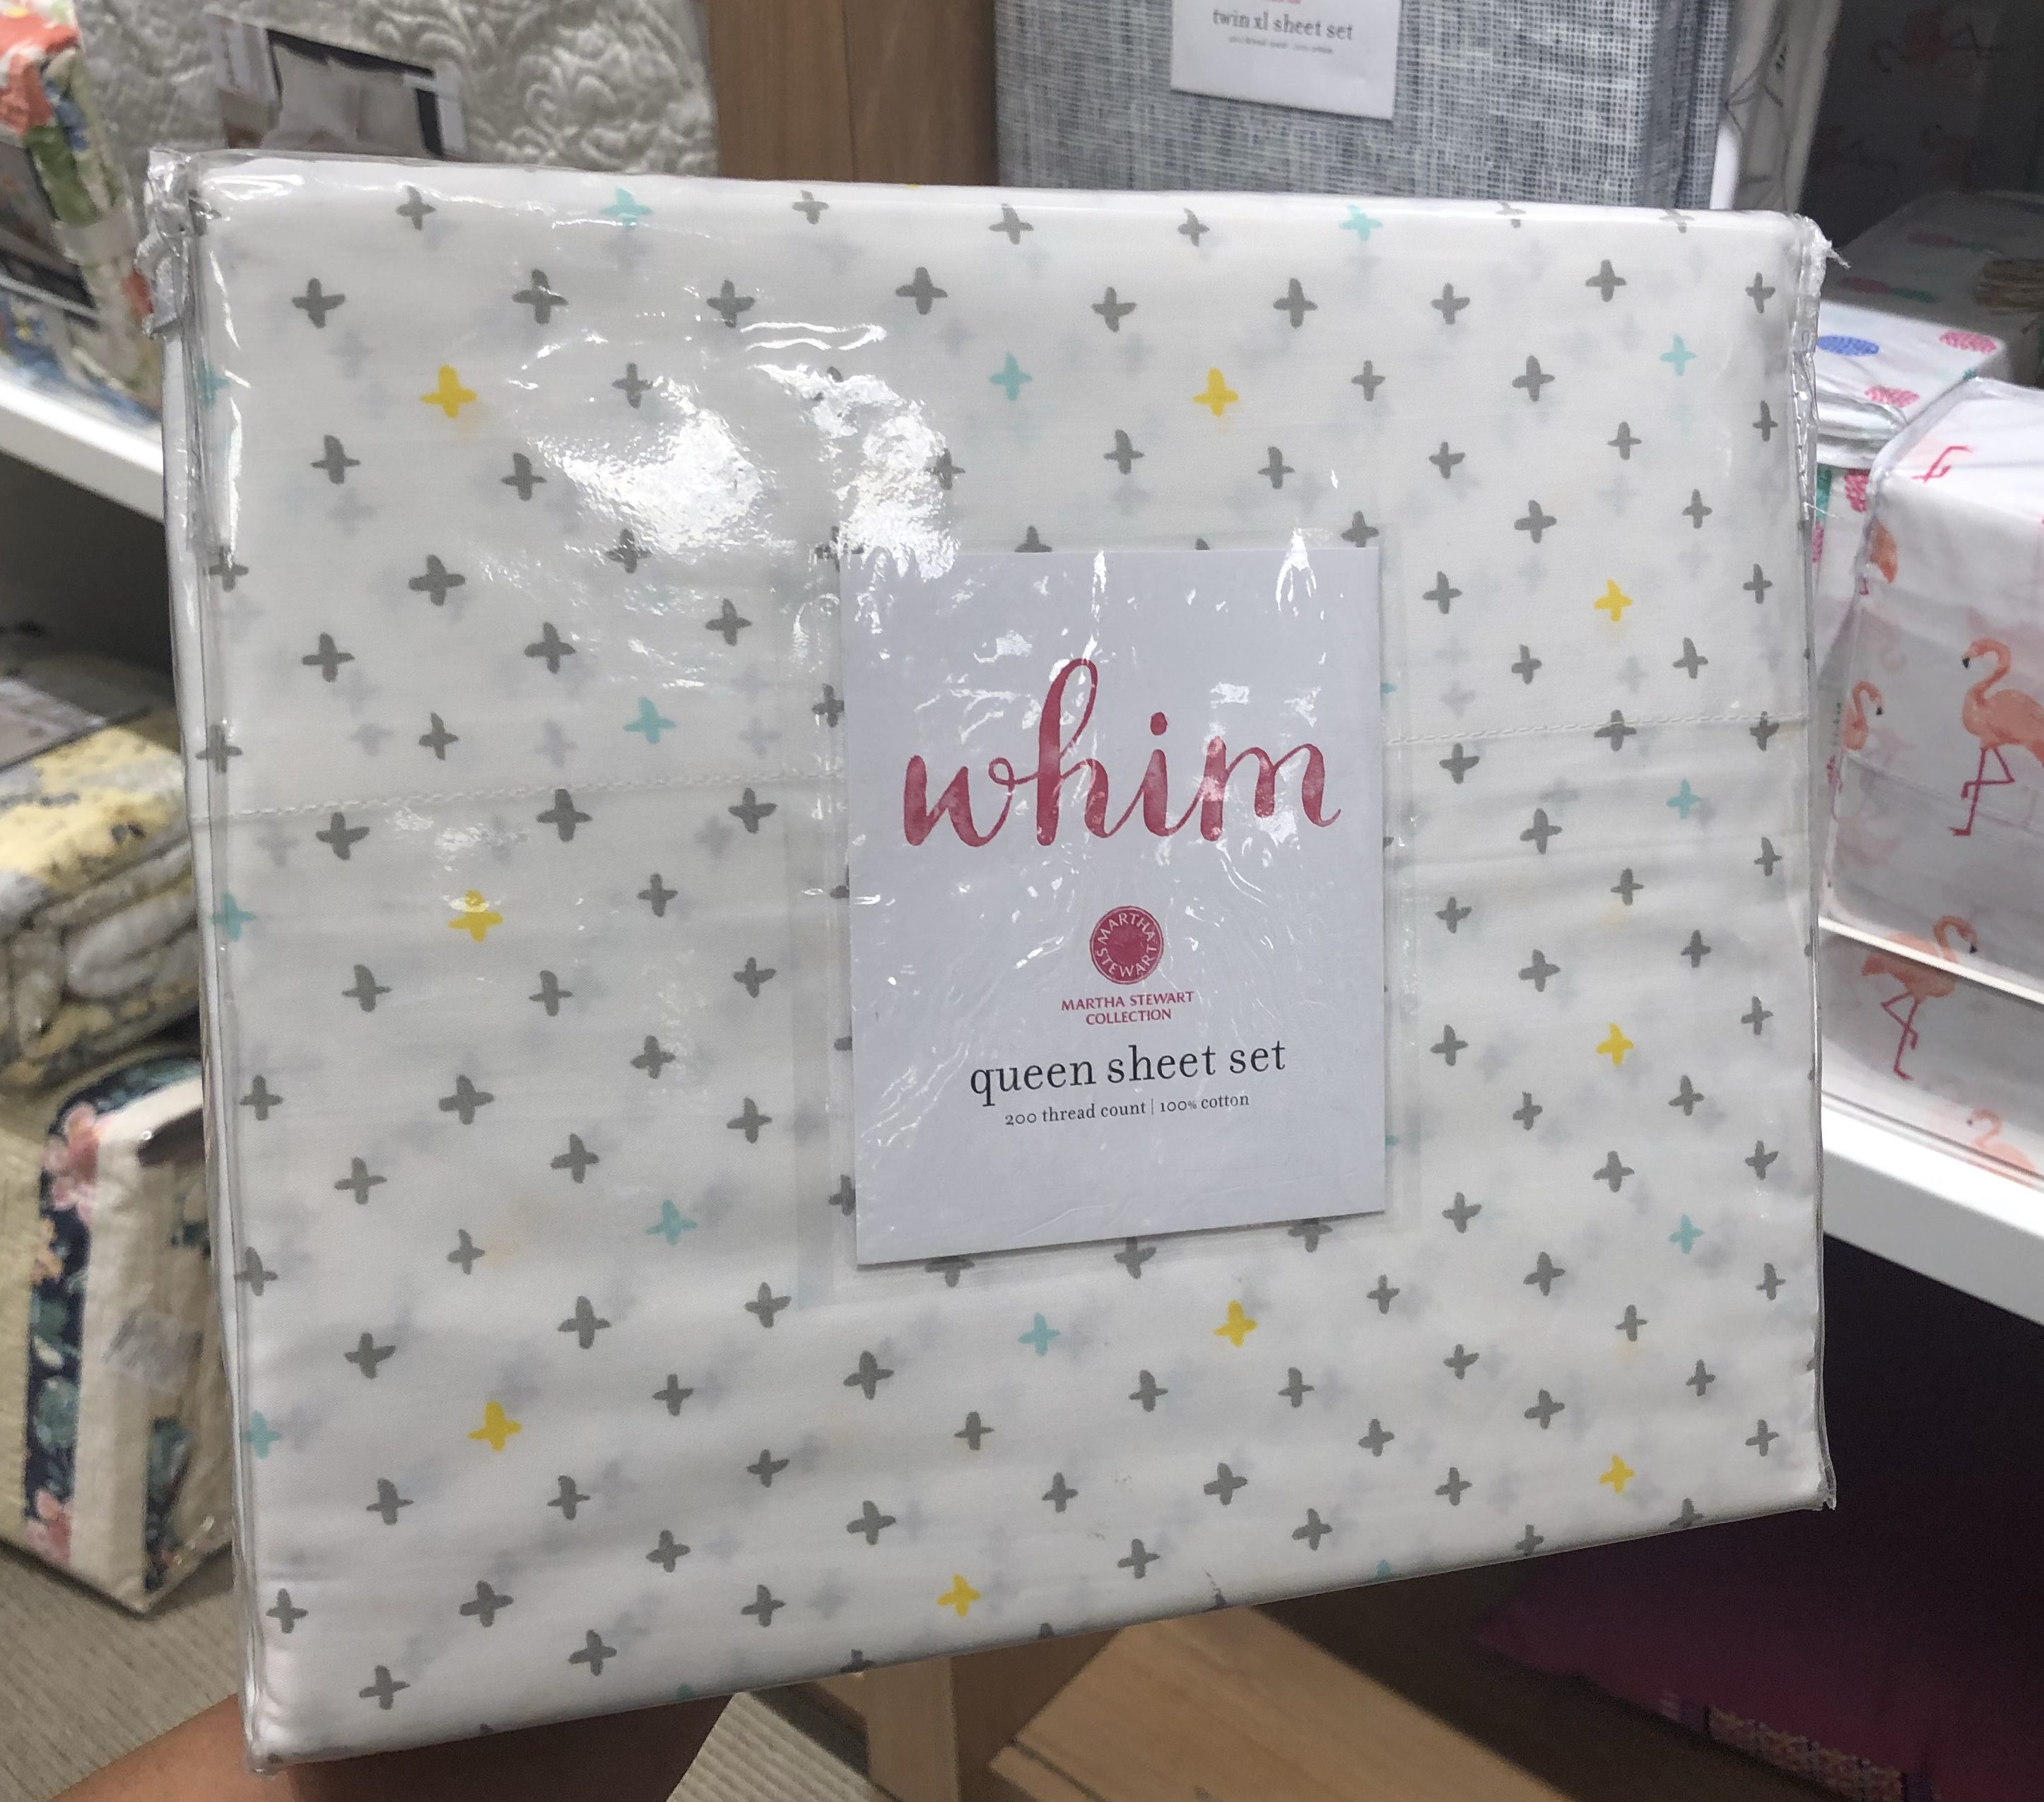 twin xl sheet set
whim
MARTHA
STEWART
MARTHA STEWART
COLLECTION
queen sheet set
200 thread count | 100% cotton